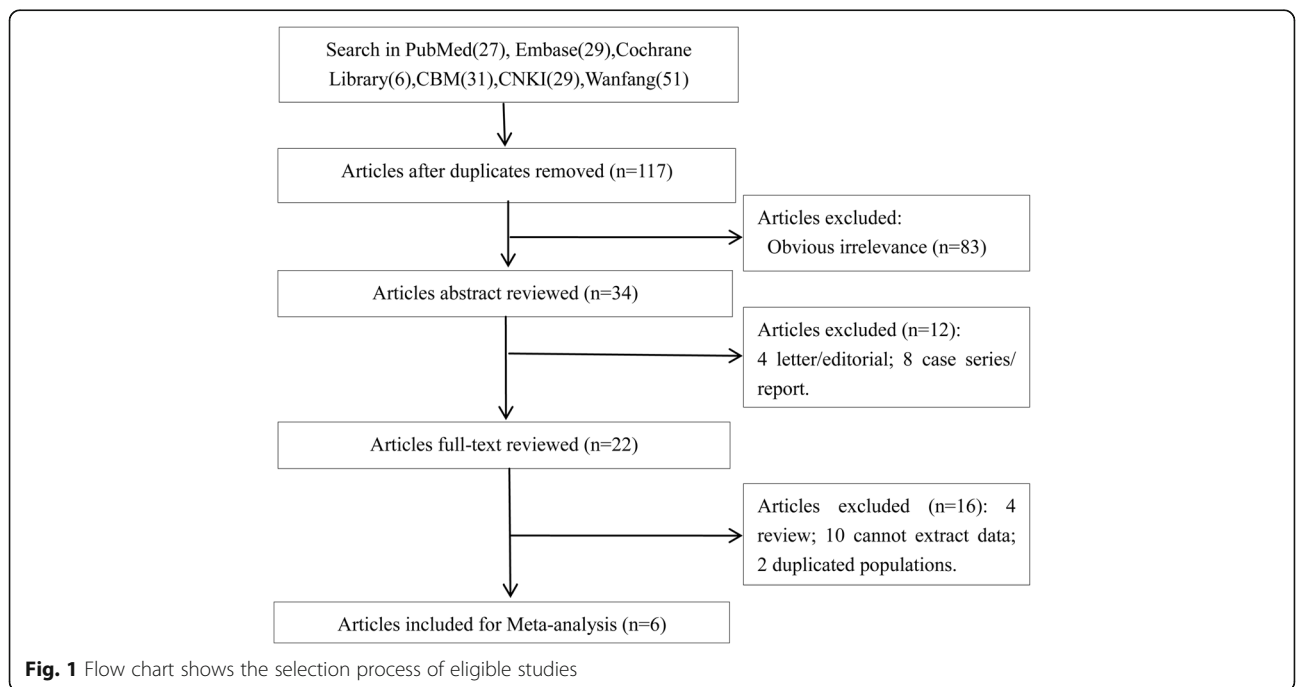 Search in PubMed(27), Embase(29),Cochrane
Library(6),CBM(31),CNKI(29),Wanfang(51)
Articles after duplicates removed (n=117)
Articles excluded:
Obvious irrelevance (n=83)
Articles abstract reviewed (n=34)
Articles excluded (n=12):
4 letter/editorial; 8 case series/
report.
Articles full-text reviewed (n=22)
Articles excluded (n=16): 4
review; 10 cannot extract data;
2 duplicated populations.
Articles included for Meta-analysis (n=6)
Fig. 1 Flow chart shows the selection process of eligible studies